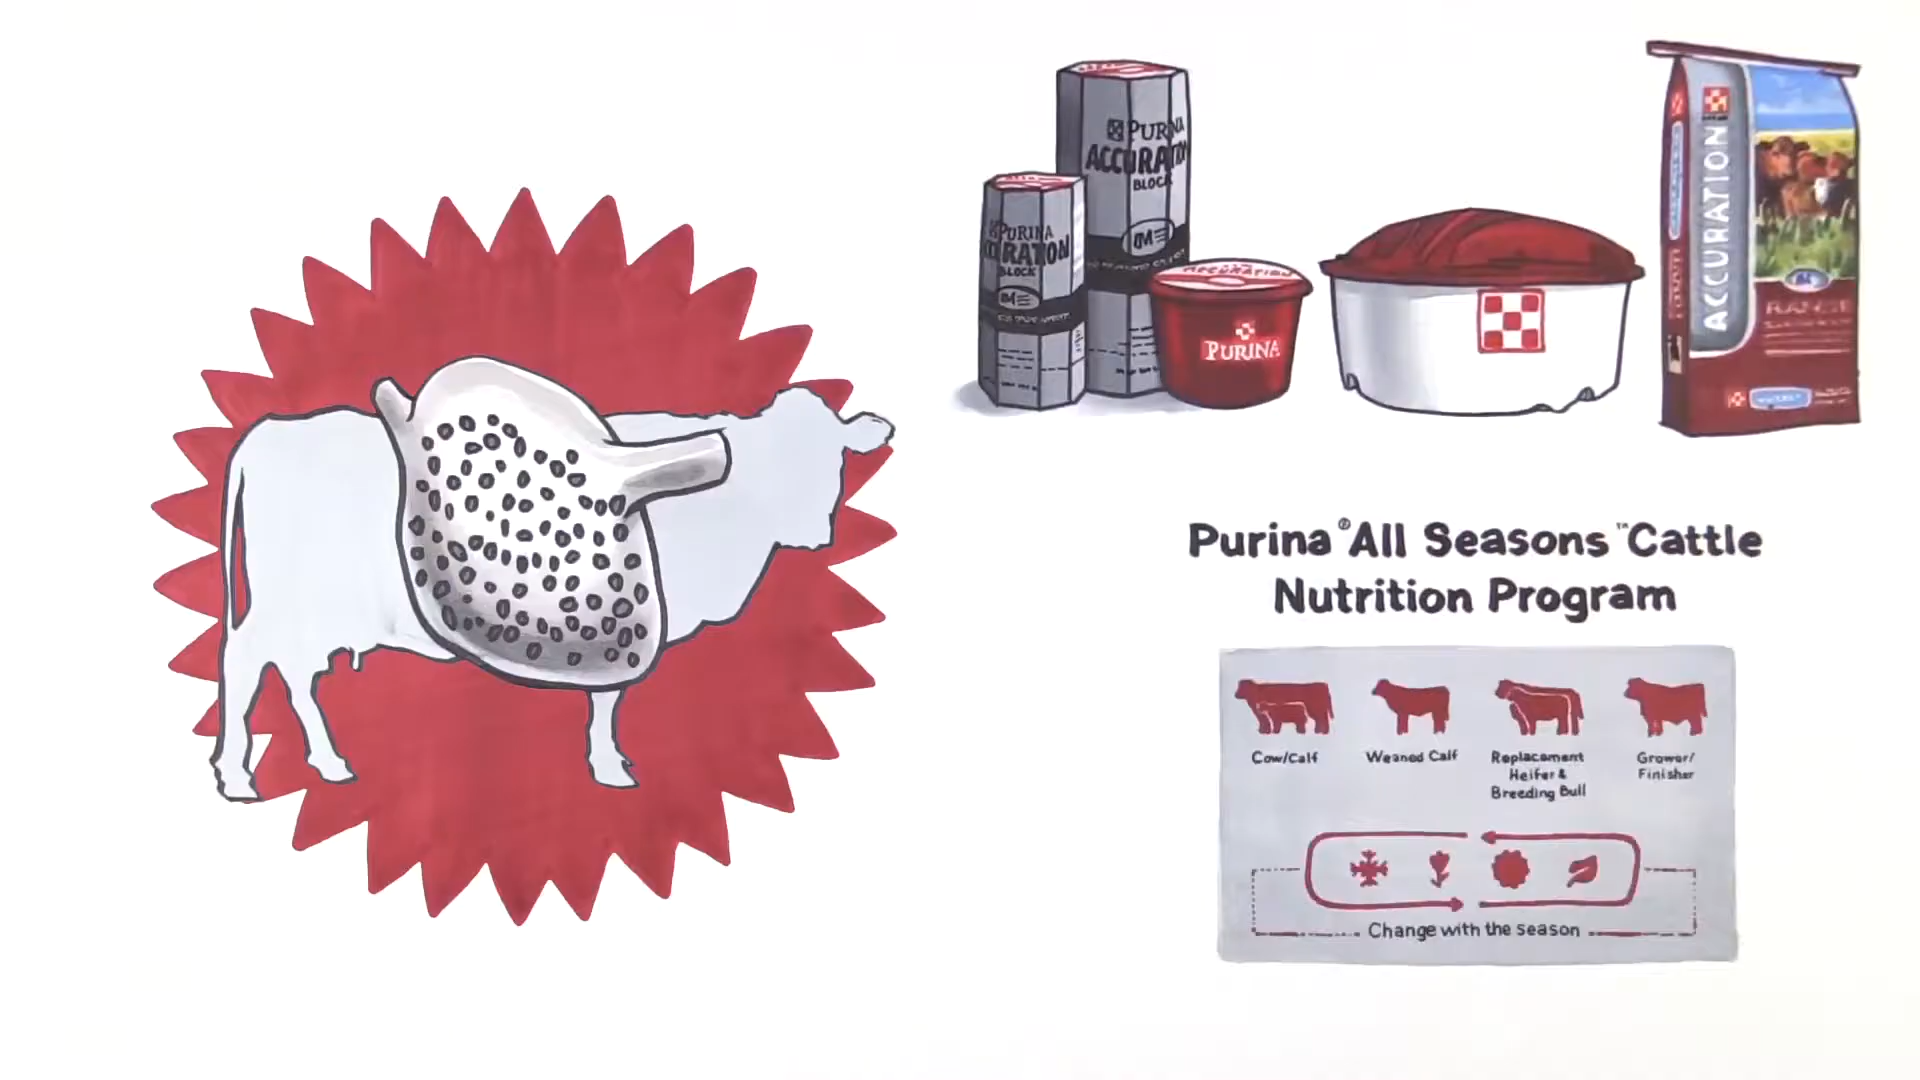 PURINA
ACCURATION
BLOCK
PURINA
BLOCK
ACCURATION
PURINA
ACCURATION
RANGE
Purina® All Seasons™ Cattle
Nutrition Program
Cow/Calf
Weaned Calf
Replacement
Heifer &
Breeding Bull
Grower/
Finisher
Change with the season